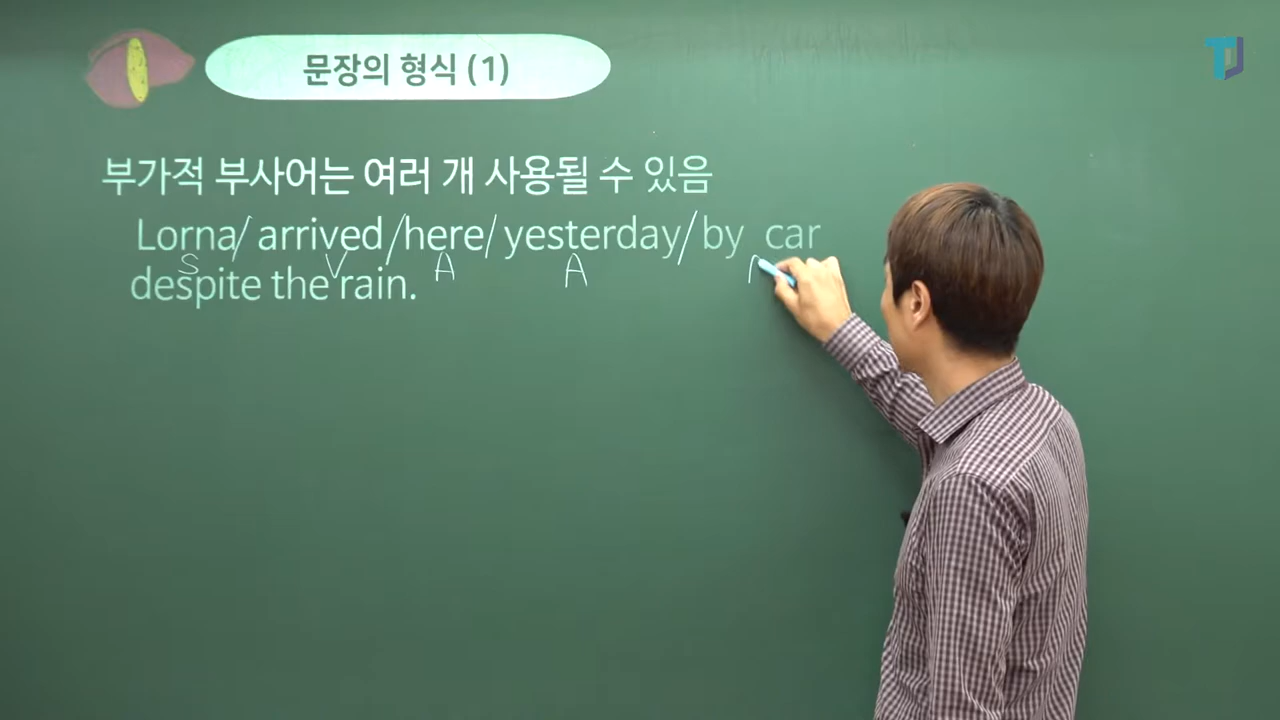 문장의 형식 (1)
부가적 부사어는 여러 개 사용될 수 있음
Lorna/ arrived /here/ yesterday/ by car
S V A A
despite the rain.